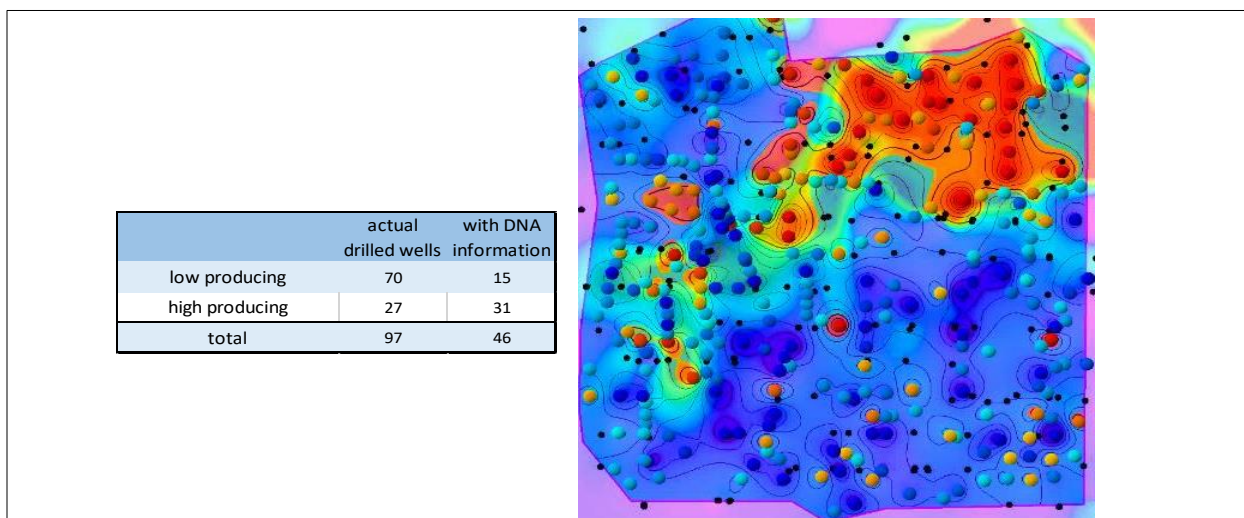 actual with DNA
drilled wells information
low producing 70 15
high producing 27 31
total 97 46